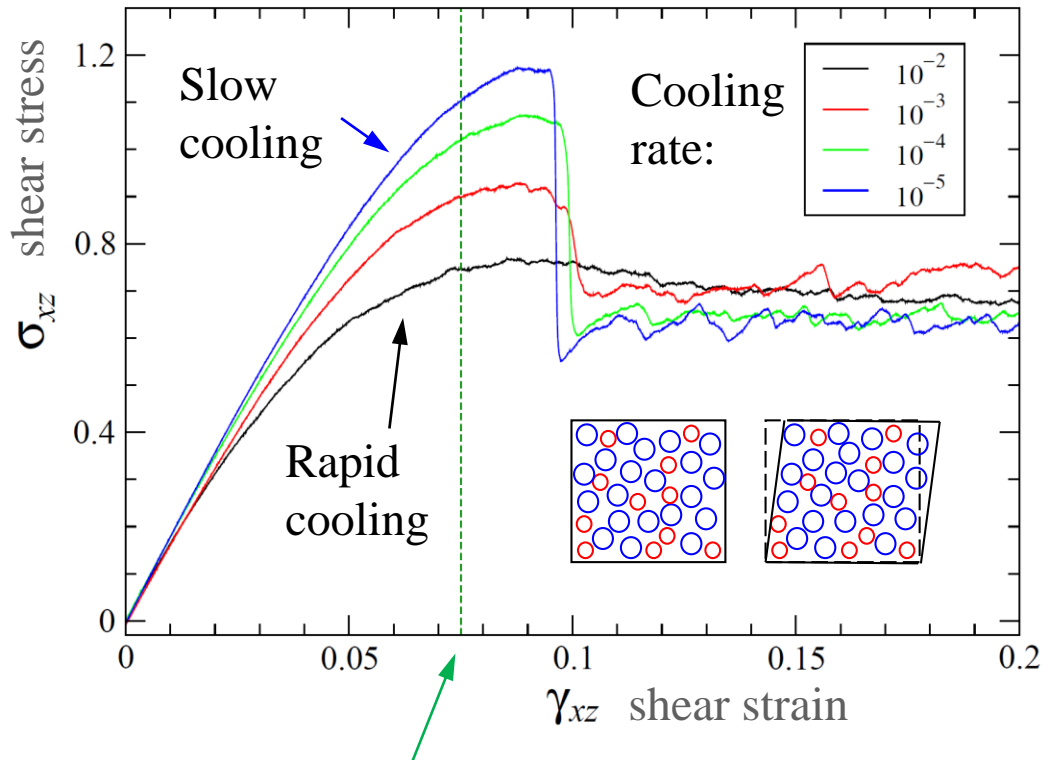 1.2
0.8
0.4
0
σxz shear stress
Slow
cooling
Cooling
rate:
10⁻²
10⁻³
10⁻⁴
10⁻⁵
Rapid
cooling
0
0.05
0.1
0.15
0.2
γxz shear strain